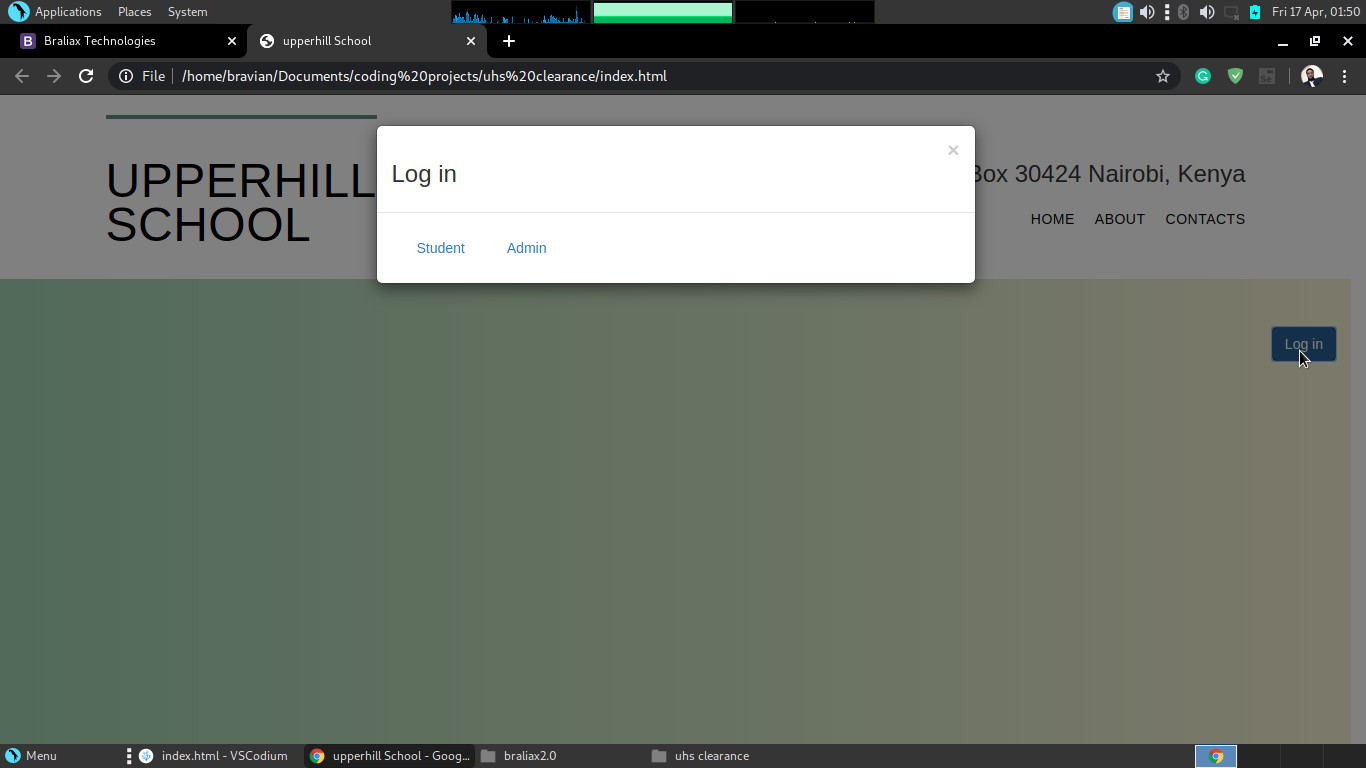 Applications Places System Fri 17 Apr, 01:50
B Braliax Technologies upperhill School
File /home/bravian/Documents/coding%20projects/uhs%20clearance/index.html
Log in
UPPERHILL
SCHOOL
Box 30424 Nairobi, Kenya
HOME ABOUT CONTACTS
Student Admin
Log in
Menu index.html - VSCodium upperhill School - Goog... braliax2.0 uhs clearance